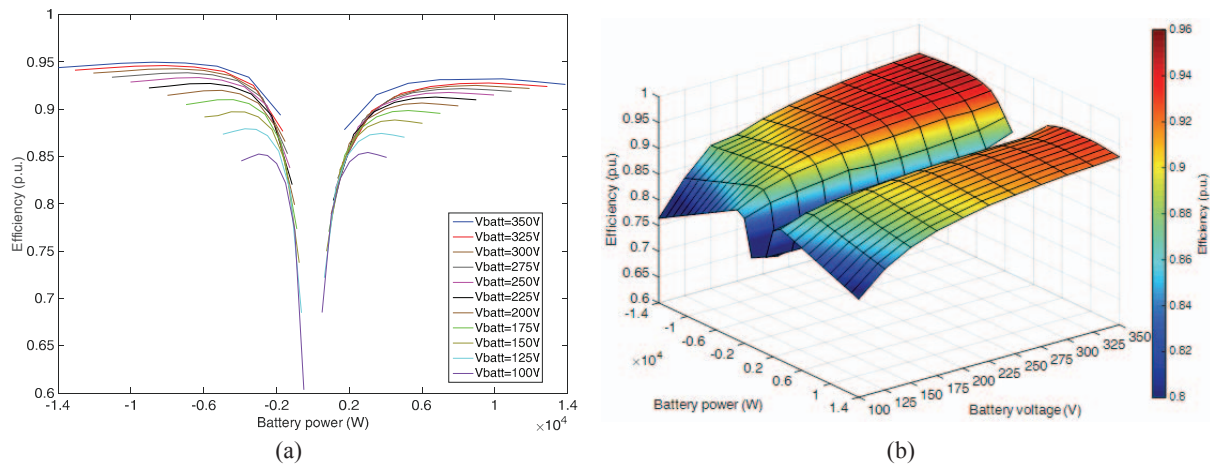 1
0.95
0.9
0.85
0.8
0.75
0.7
0.65
0.6
Efficiency (p.u.)
-1.4
-1
-0.6
-0.2
0.2
0.6
1
1.4
Battery power (W)
×10⁴
Vbatt=350V
Vbatt=325V
Vbatt=300V
Vbatt=275V
Vbatt=250V
Vbatt=225V
Vbatt=200V
Vbatt=175V
Vbatt=150V
Vbatt=125V
Vbatt=100V
(a)
1
0.95
0.9
0.85
0.8
0.75
0.7
0.65
0.6
Efficiency (p.u.)
-1.4
-1
-0.6
-0.2
0.2
0.6
1
1.4
×10⁴
Battery power (W)
100
125
150
175
200
225
250
275
300
325
350
Battery voltage (V)
0.96
0.94
0.92
0.9
0.88
0.86
0.84
0.82
0.8
Efficiency (p.u.)
(b)